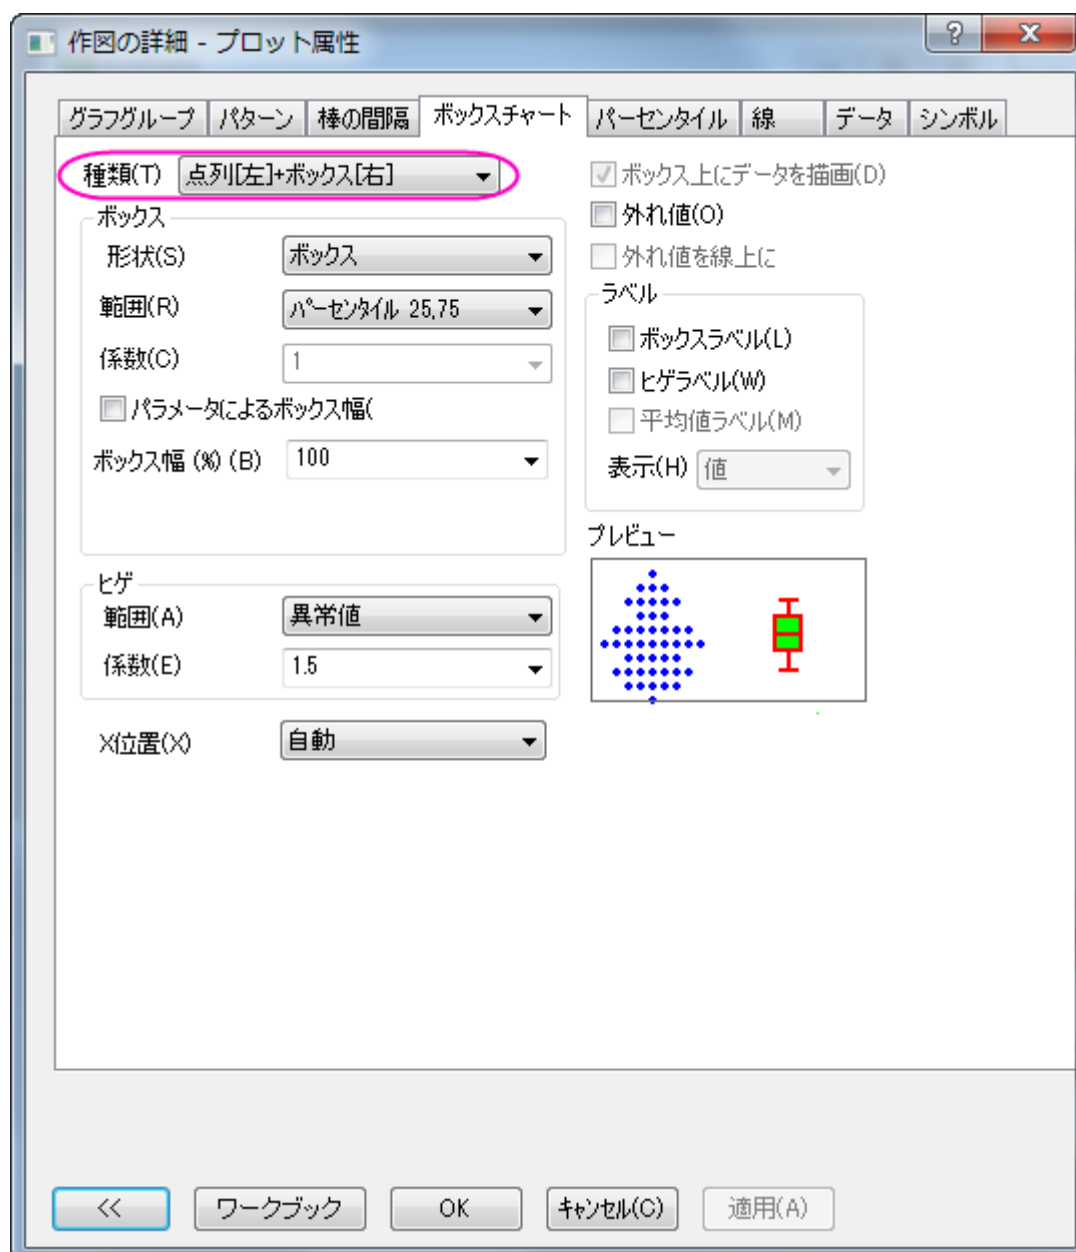 作図の詳細 - プロット属性
グラフグループ パターン 棒の間隔 ボックスチャート パーセンタイル 線 データ シンボル
種類(T) 点列[左]+ボックス[右]
ボックス
形状(S) ボックス
範囲(R) パーセンタイル 25,75
係数(C) 1
パラメータによるボックス幅(
ボックス幅 (%) (B) 100
ヒゲ
範囲(A) 異常値
係数(E) 1.5
X位置(X) 自動
ボックス上にデータを描画(D)
外れ値(O)
外れ値を線上に
ラベル
ボックスラベル(L)
ヒゲラベル(W)
平均値ラベル(M)
表示(H) 値
プレビュー
<< ワークブック OK キャンセル(C) 適用(A)